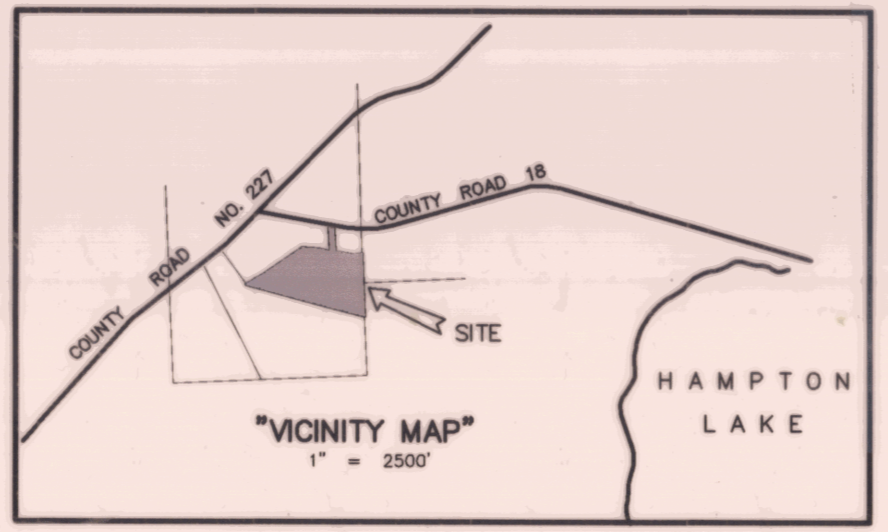 COUNTY ROAD NO. 227
COUNTY ROAD 18
SITE
HAMPTON
LAKE
"VICINITY MAP"
1" = 2500'